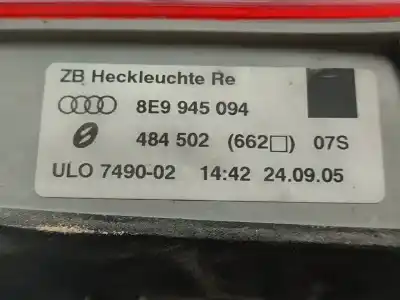 ZB Heckleuchte Re
8E9 945 094
484 502 (662□) 07S
ULO 7490-02 14:42 24.09.05